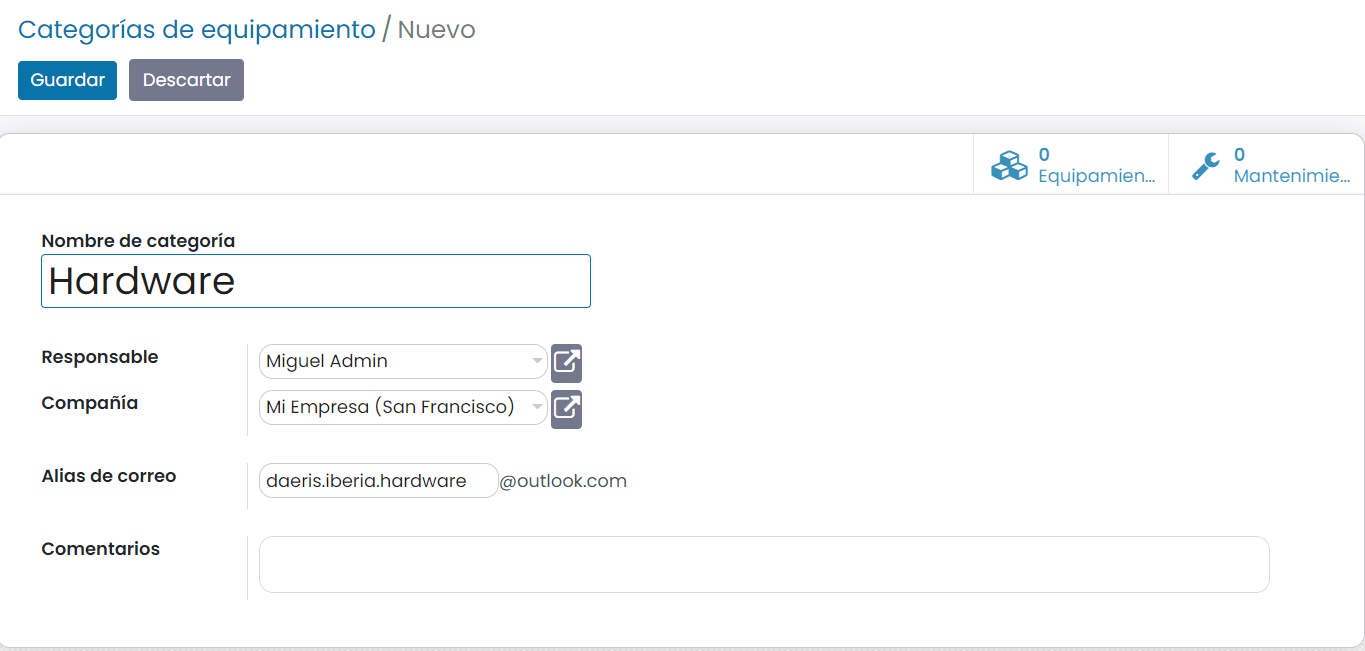 Categorías de equipamiento / Nuevo
Guardar Descartar
0
Equipamien...
0
Mantenimie...
Nombre de categoría
Hardware
Responsable Miguel Admin
Compañía Mi Empresa (San Francisco)
Alias de correo daeris.iberia.hardware @outlook.com
Comentarios